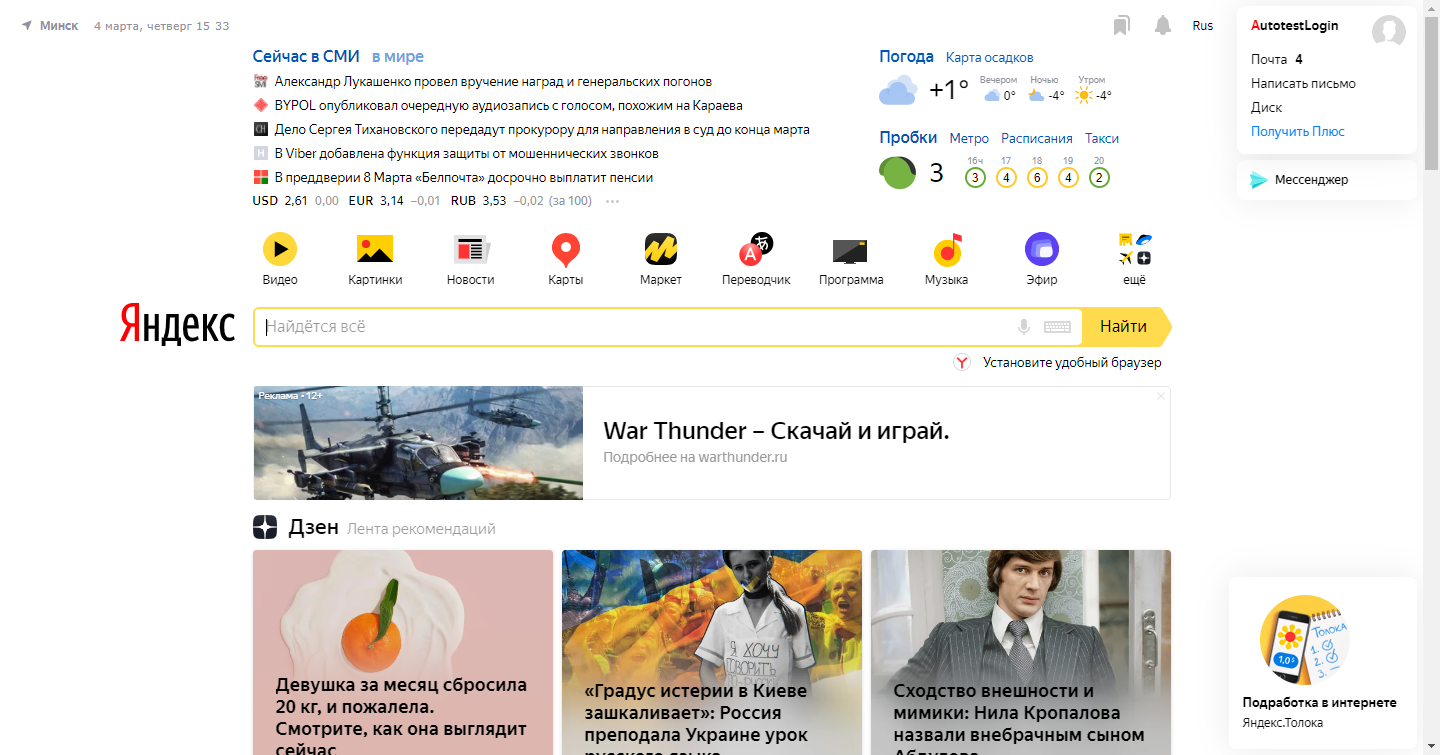 Минск 4 марта, четверг 15 33
Rus
AutotestLogin
Почта 4
Написать письмо
Диск
Получить Плюс
Мессенджер
Сейчас в СМИ в мире
Александр Лукашенко провел вручение наград и генеральских погонов
BYPOL опубликовал очередную аудиозапись с голосом, похожим на Караева
Дело Сергея Тихановского передадут прокурору для направления в суд до конца марта
В Viber добавлена функция защиты от мошеннических звонков
В преддверии 8 Марта «Белпочта» досрочно выплатит пенсии
USD 2,61 0,00 EUR 3,14 −0,01 RUB 3,53 −0,02 (за 100)
Погода Карта осадков
+1°
Вечером Ночью Утром
0° -4° -4°
Пробки Метро Расписания Такси
3
16ч 17 18 19 20
3 4 6 4 2
Видео Картинки Новости Карты Маркет Переводчик Программа Музыка Эфир ещё
Яндекс
Найдётся всё
Найти
Установите удобный браузер
Реклама • 12+
War Thunder – Скачай и играй.
Подробнее на warthunder.ru
Дзен Лента рекомендаций
Девушка за месяц сбросила
20 кг, и пожалела.
Смотрите, как она выглядит
сейчас
Я ХОЧУ
ГОВОРИТЬ
«Градус истерии в Киеве
зашкаливает»: Россия
преподала Украине урок
русского языка
Сходство внешности и
мимики: Нила Кропалова
назвали внебрачным сыном
Абдулова
ТОЛОКА
1.
2.
3.
1,0$
Подработка в интернете
Яндекс.Толока